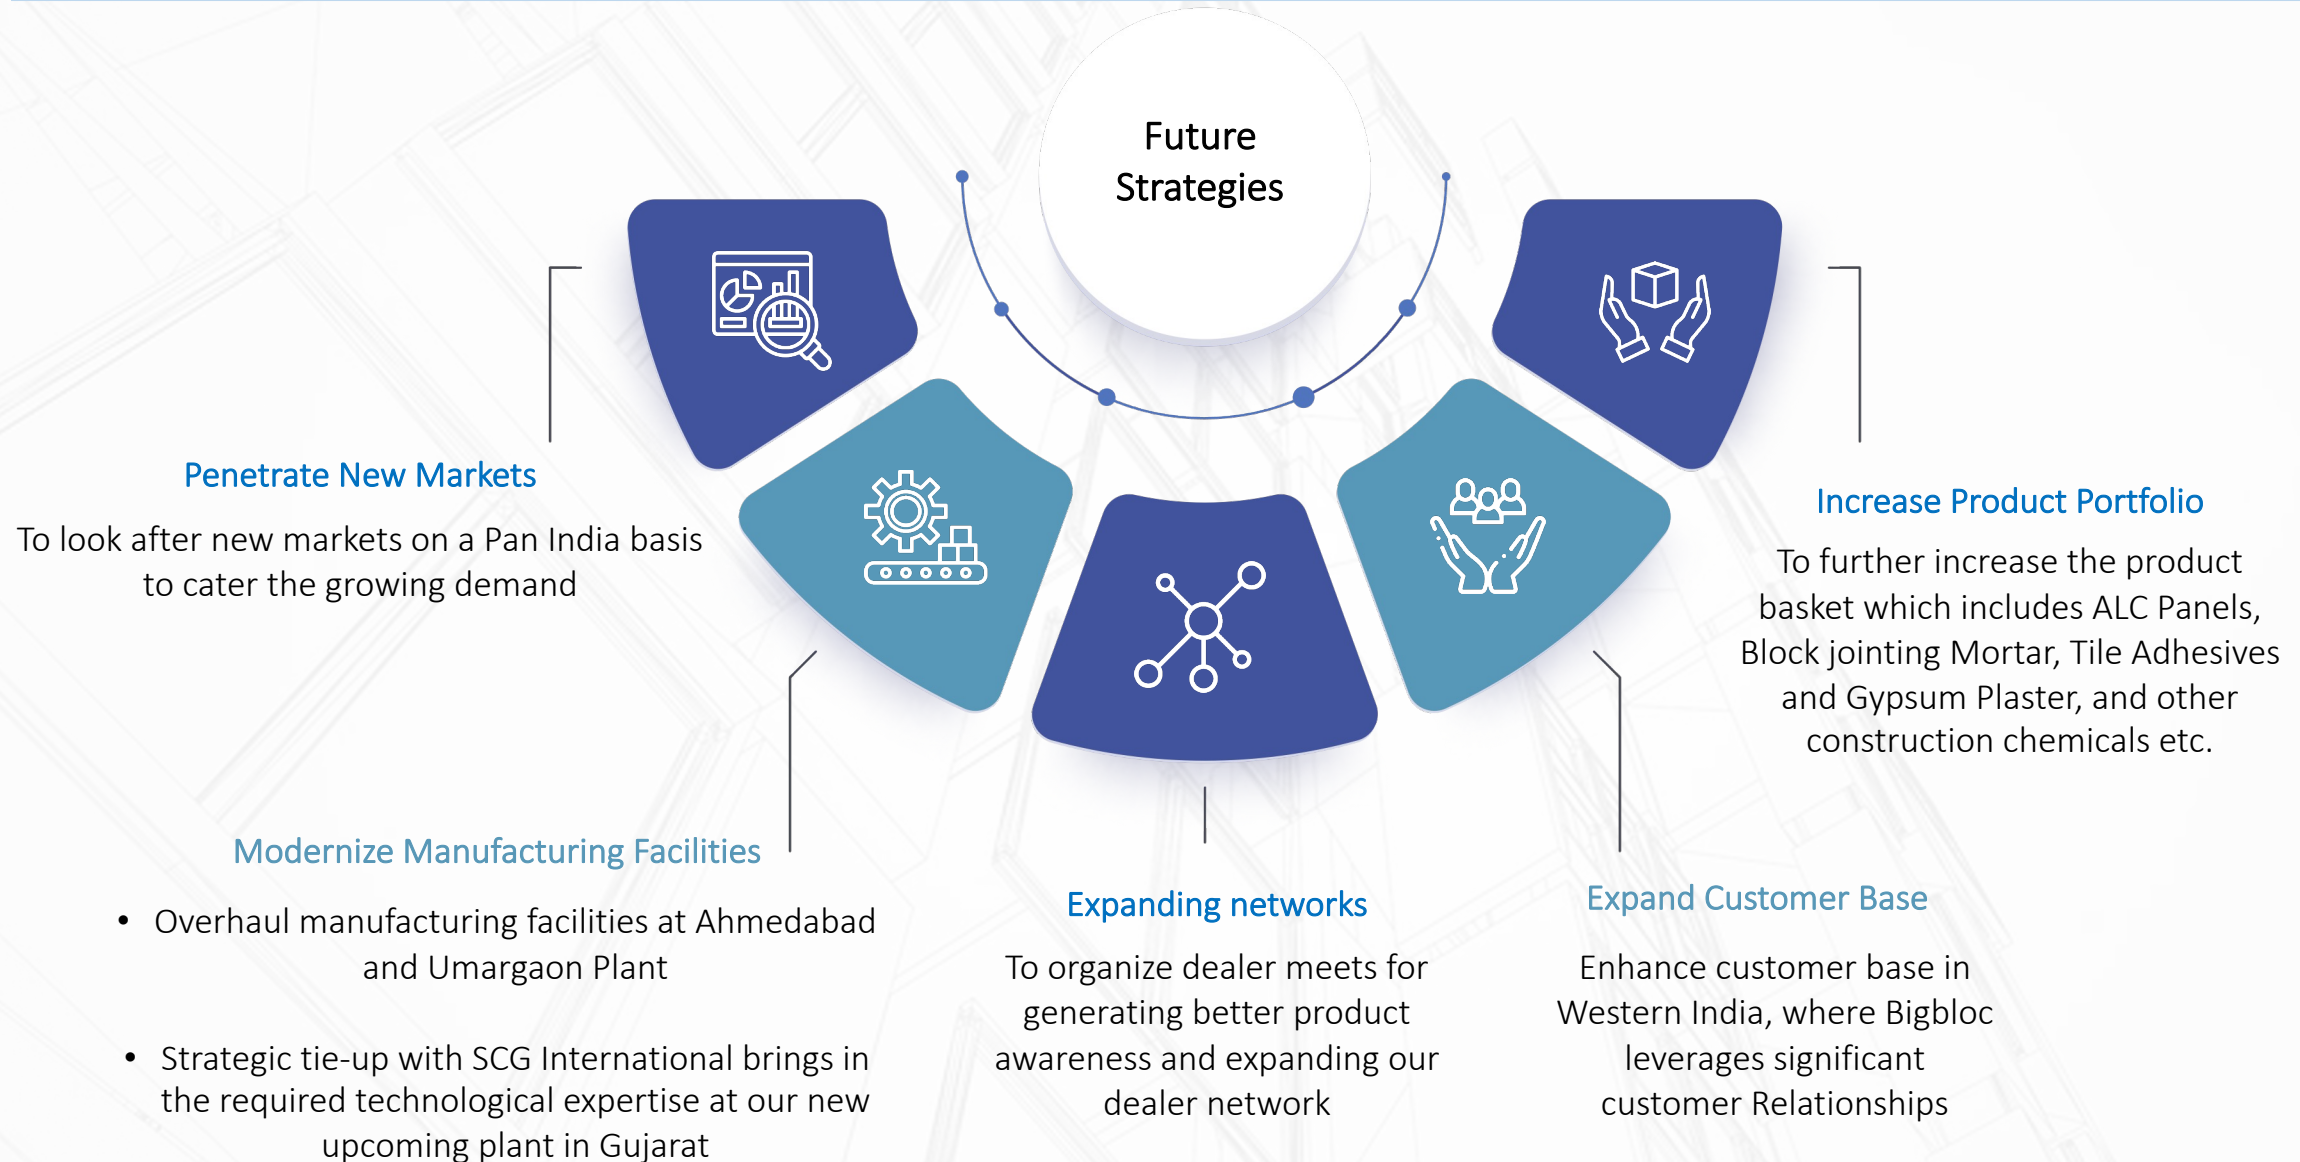 Future
Strategies
Penetrate New Markets
To look after new markets on a Pan India basis
to cater the growing demand
Modernize Manufacturing Facilities
• Overhaul manufacturing facilities at Ahmedabad
and Umargaon Plant
• Strategic tie-up with SCG International brings in
the required technological expertise at our new
upcoming plant in Gujarat
Expanding networks
To organize dealer meets for
generating better product
awareness and expanding our
dealer network
Expand Customer Base
Enhance customer base in
Western India, where Bigbloc
leverages significant
customer Relationships
Increase Product Portfolio
To further increase the product
basket which includes ALC Panels,
Block jointing Mortar, Tile Adhesives
and Gypsum Plaster, and other
construction chemicals etc.